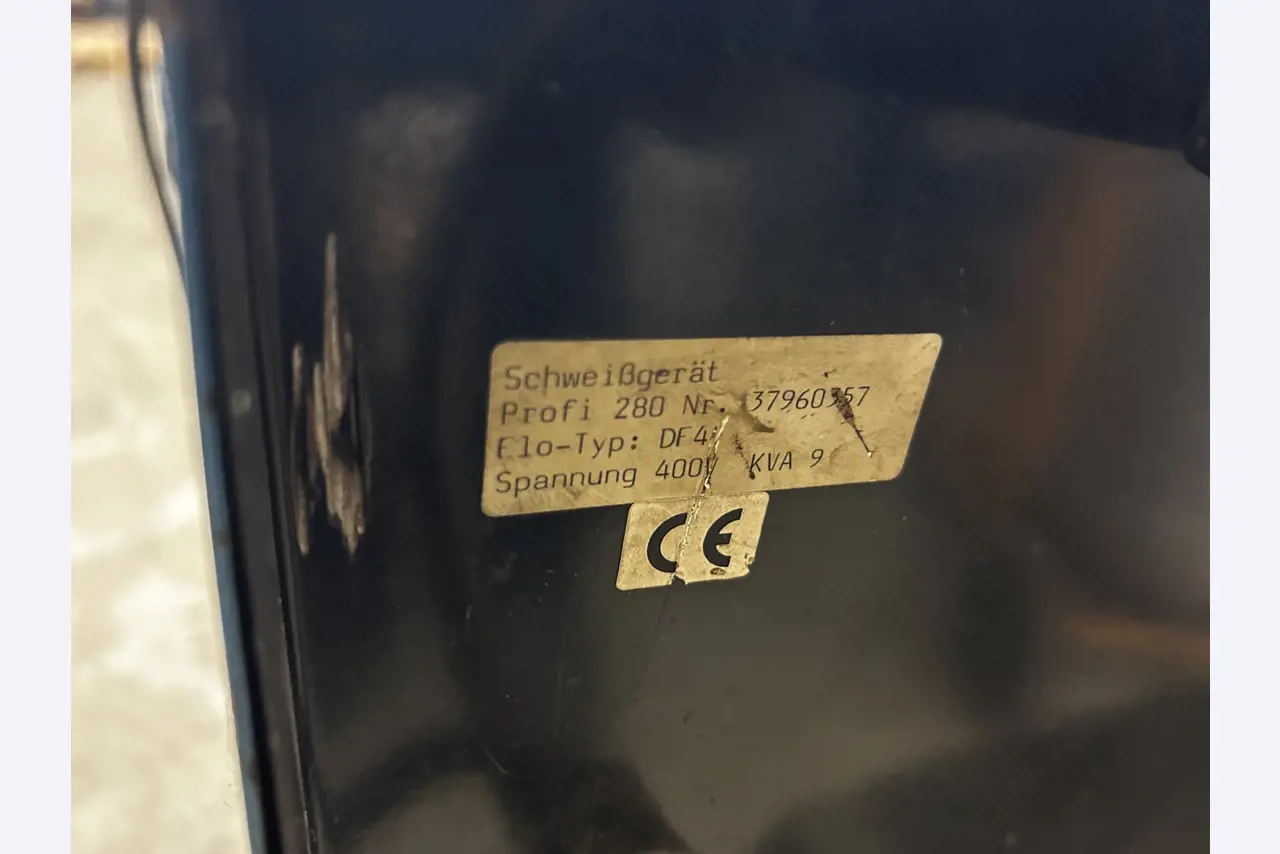 Schweißgerät
Profi 280 Nr. 37960357
Elo-Typ: DF4
Spannung 400V KVA 9
CE